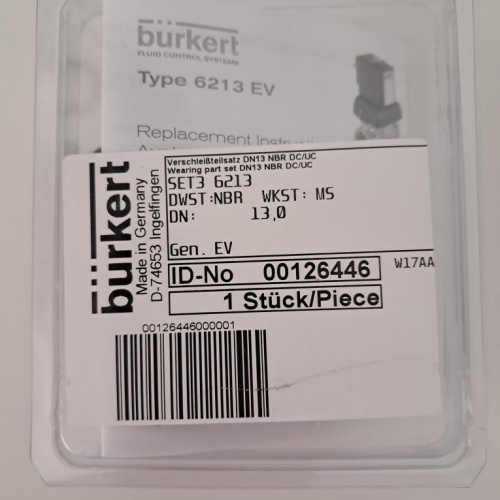 bürkert
FLUID CONTROL SYSTEMS
Type 6213 EV
Replacement Instru
bürkert
Made in Germany
D-74653 Ingelfingen
Verschleißteilsatz DN13 NBR DC/UC
Wearing part set DN13 NBR DC/UC
SET3 6213
DWST:NBR WKST: MS
DN: 13,0
Gen. EV
ID-No 00126446
W17AA
1 Stück/Piece
00126446000001